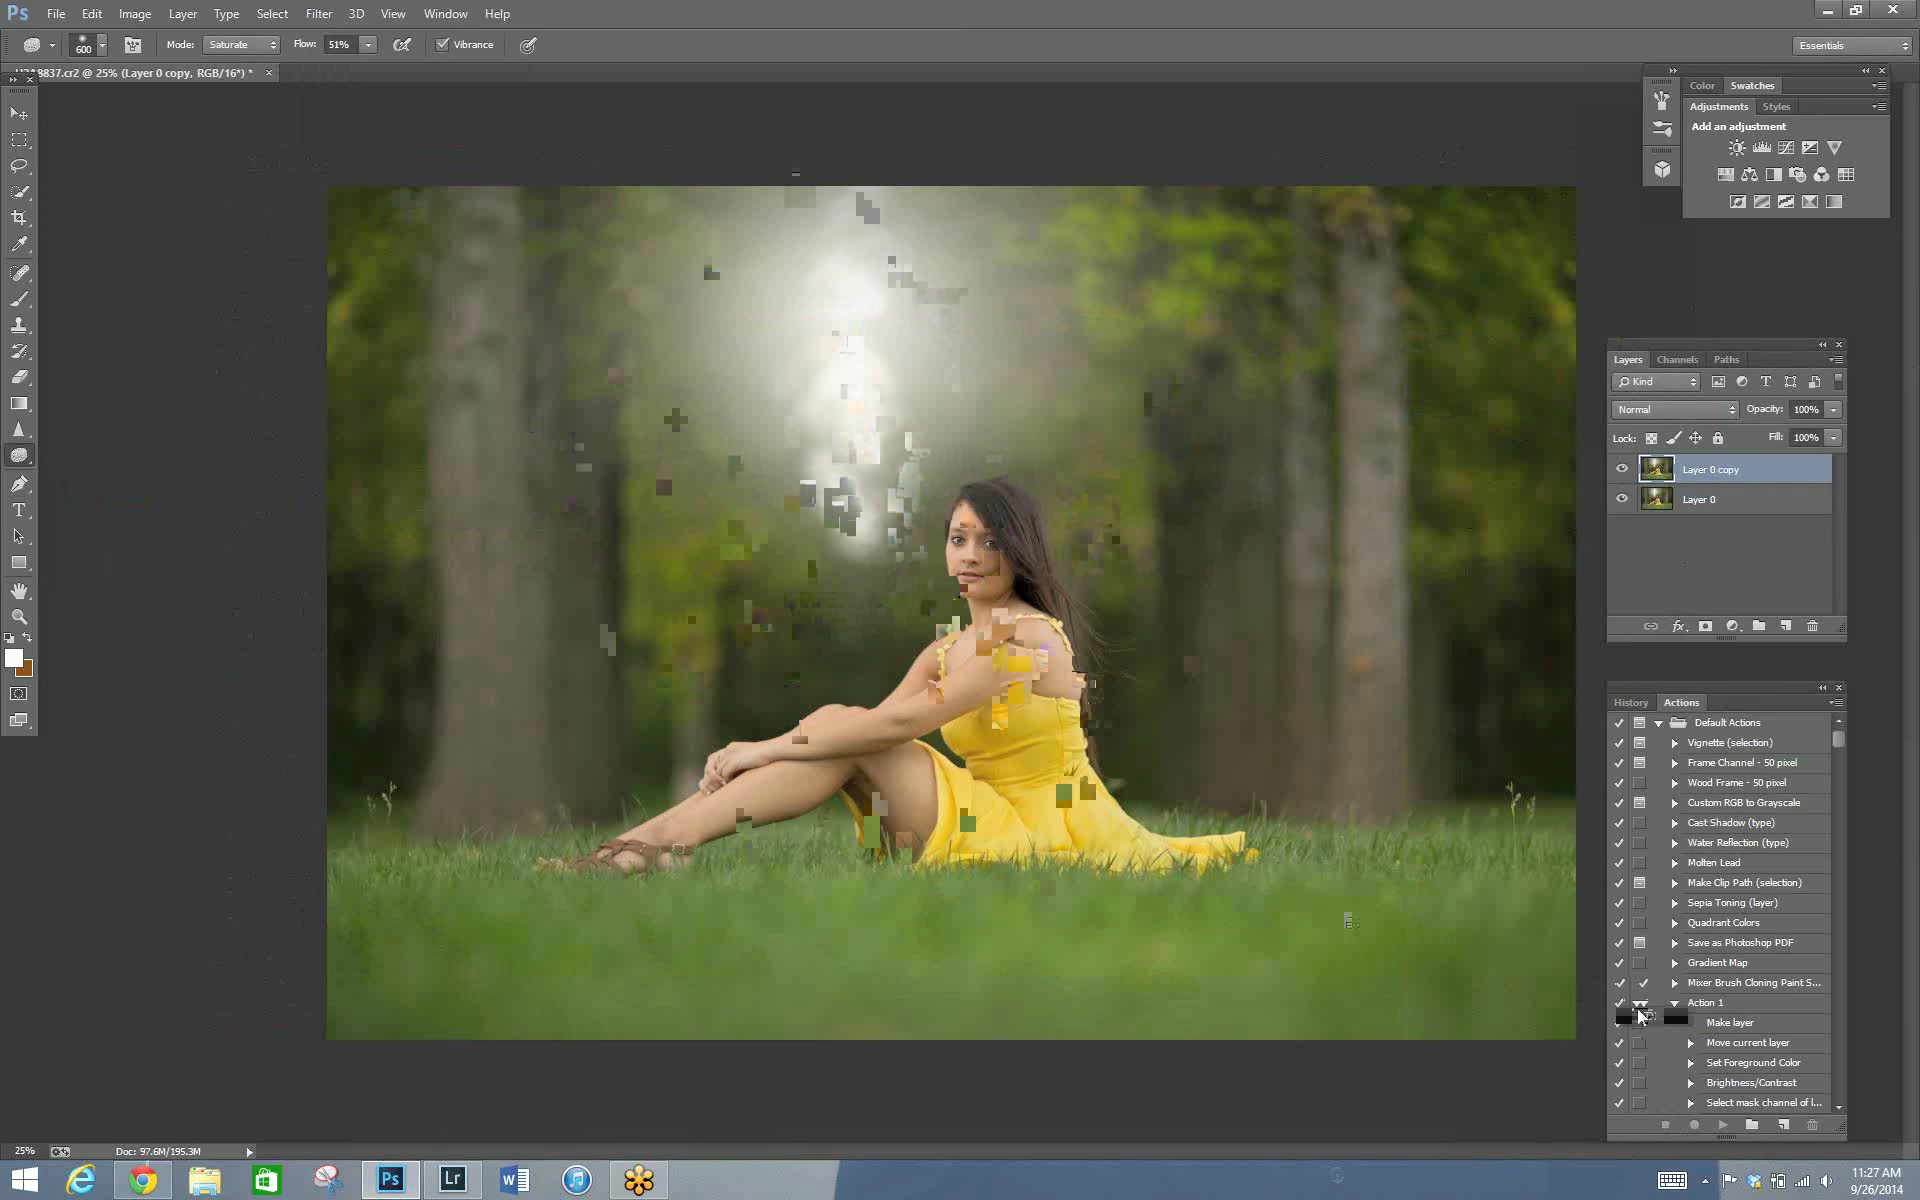 Ps File Edit Image Layer Type Select Filter 3D View Window Help
600 Mode: Saturate Flow: 51% Vibrance Essentials
8837.cr2 @ 25% (Layer 0 copy, RGB/16*) * ×
Color Swatches
Adjustments Styles
Add an adjustment
Layers Channels Paths
Kind
Normal Opacity: 100%
Lock: Fill: 100%
Layer 0 copy
Layer 0
History Actions
Default Actions
Vignette (selection)
Frame Channel - 50 pixel
Wood Frame - 50 pixel
Custom RGB to Grayscale
Cast Shadow (type)
Water Reflection (type)
Molten Lead
Make Clip Path (selection)
Sepia Toning (layer)
Quadrant Colors
Save as Photoshop PDF
Gradient Map
Mixer Brush Cloning Paint S...
Action 1
Make layer
Move current layer
Set Foreground Color
Brightness/Contrast
Select mask channel of l...
25% Doc: 97.6M/195.3M
Ps Lr W
11:27 AM
9/26/2014